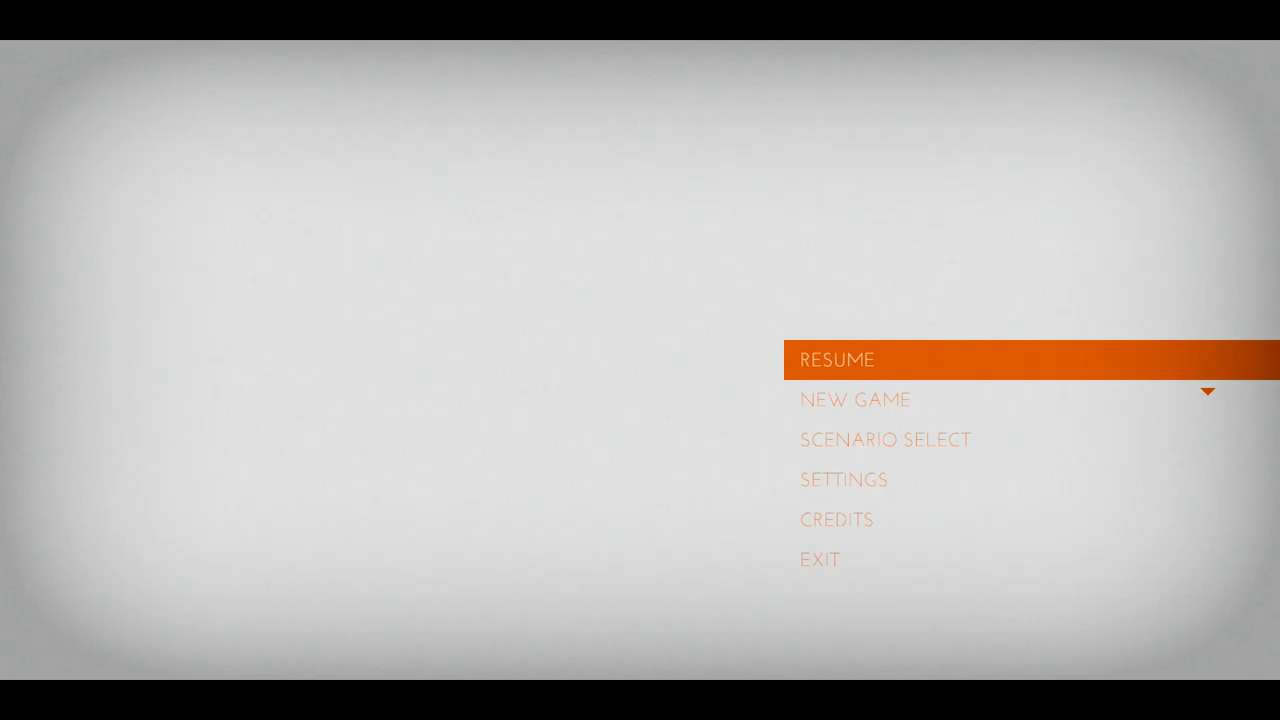 RESUME
NEW GAME
SCENARIO SELECT
SETTINGS
CREDITS
EXIT